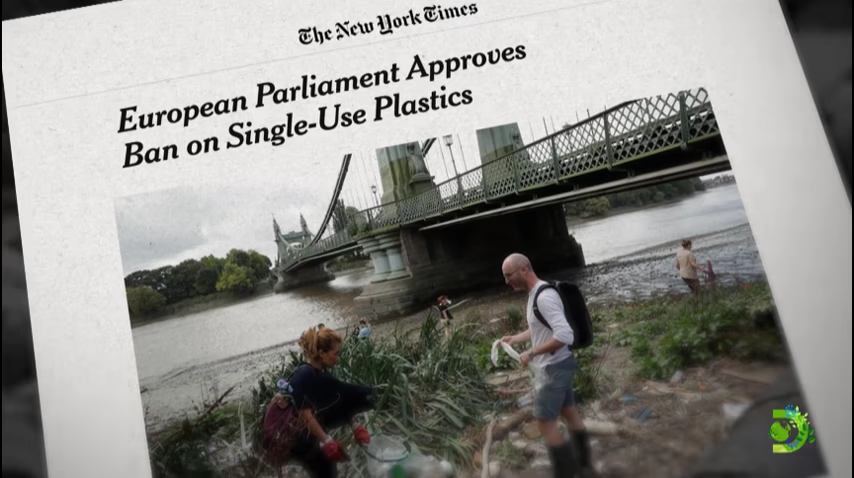 The New York Times
European Parliament Approves
Ban on Single-Use Plastics